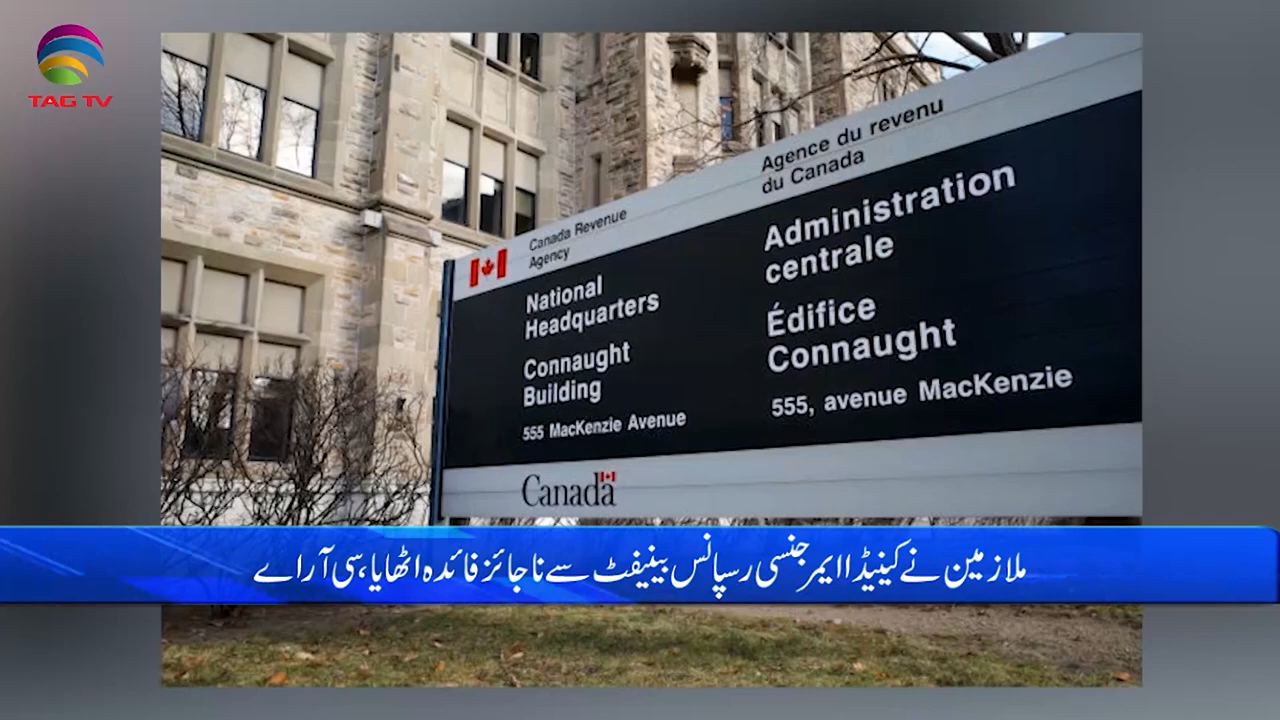 TAG TV
Canada Revenue
Agency
Agence du revenu
du Canada
National
Headquarters
Connaught
Building
555 MacKenzie Avenue
Administration
centrale
Édifice
Connaught
555, avenue MacKenzie
Canada
ملازمین نے کینیڈا ایمرجنسی رسپانس بینیفٹ سے ناجائز فائدہ اٹھایا، سی آر اے